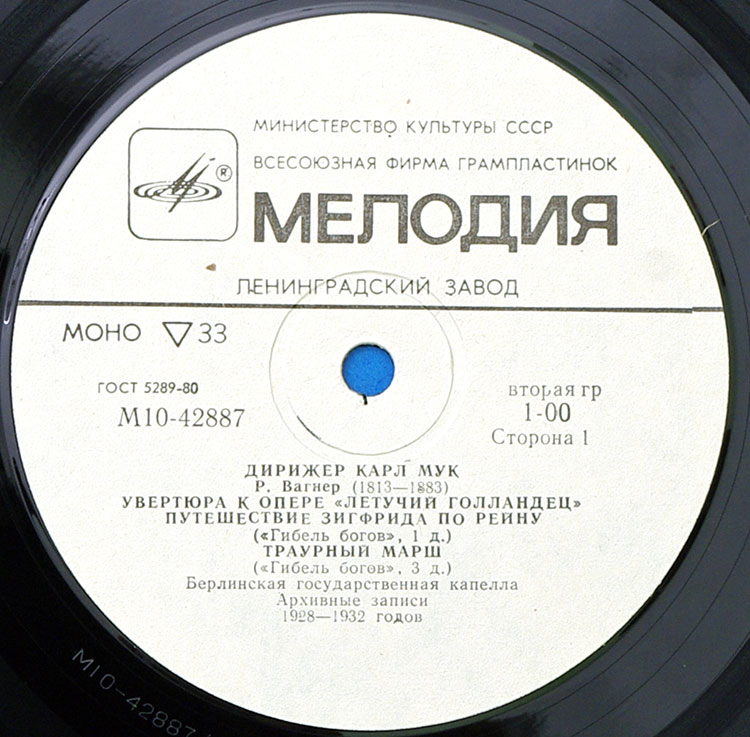 МИНИСТЕРСТВО КУЛЬТУРЫ СССР
ВСЕСОЮЗНАЯ ФИРМА ГРАМПЛАСТИНОК
®
МЕЛОДИЯ
ЛЕНИНГРАДСКИЙ ЗАВОД
МОНО ▽ 33
ГОСТ 5289-80
М10-42887
вторая гр
1-00
Сторона 1
ДИРИЖЕР КАРЛ МУК
Р. Вагнер (1813—1883)
УВЕРТЮРА К ОПЕРЕ «ЛЕТУЧИЙ ГОЛЛАНДЕЦ»
ПУТЕШЕСТВИЕ ЗИГФРИДА ПО РЕЙНУ
(«Гибель богов», 1 д.)
ТРАУРНЫЙ МАРШ
(«Гибель богов», 3 д.)
Берлинская государственная капелла
Архивные записи
1928—1932 годов
М10-42887